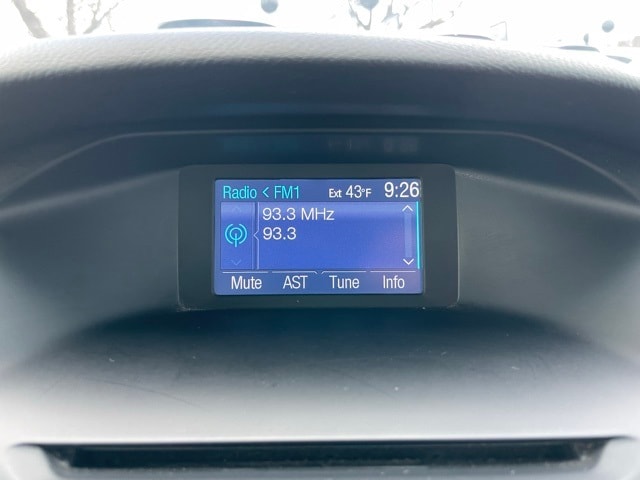 Radio < FM1 Ext 43°F 9:26
93.3 MHz
93.3
Mute AST Tune Info